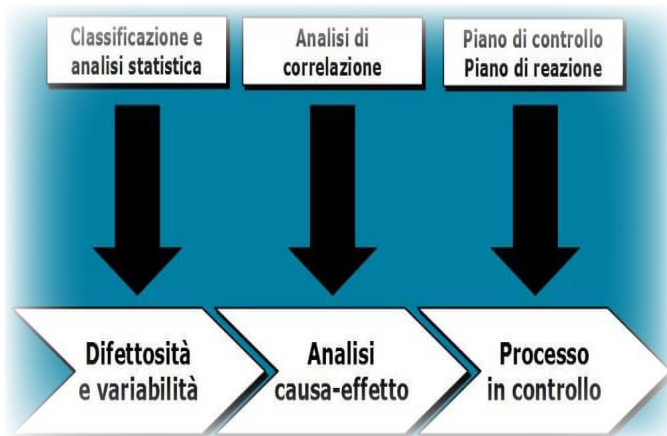 Classificazione e
analisi statistica
Analisi di
correlazione
Piano di controllo
Piano di reazione
Difettosità
e variabilità
Analisi
causa-effetto
Processo
in controllo